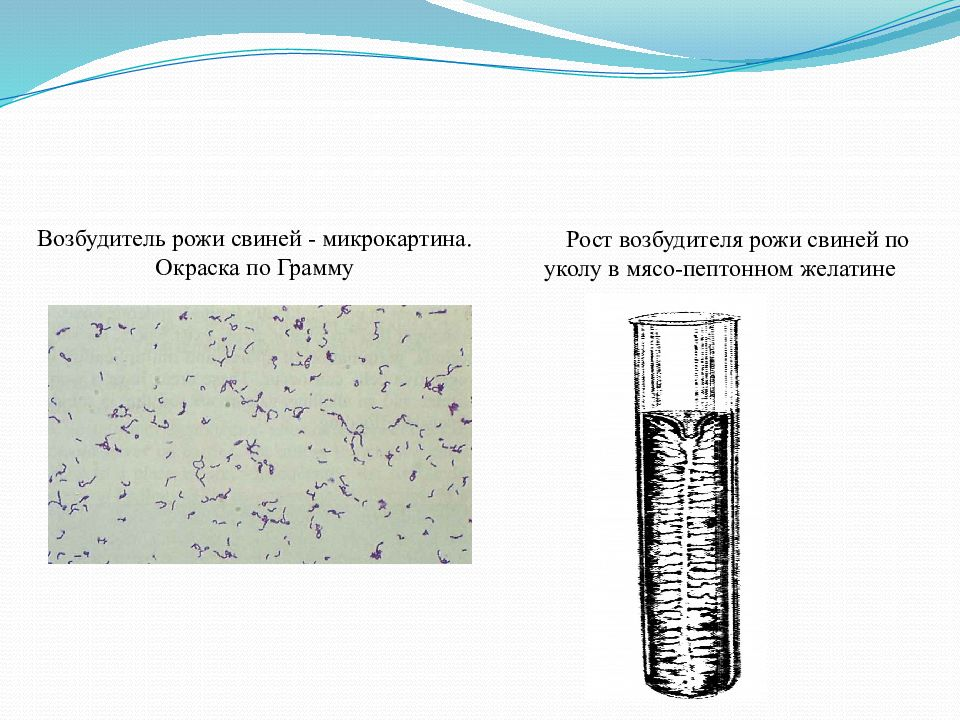 Возбудитель рожи свиней - микрокартина.
Окраска по Грамму
Рост возбудителя рожи свиней по
уколу в мясо-пептонном желатине